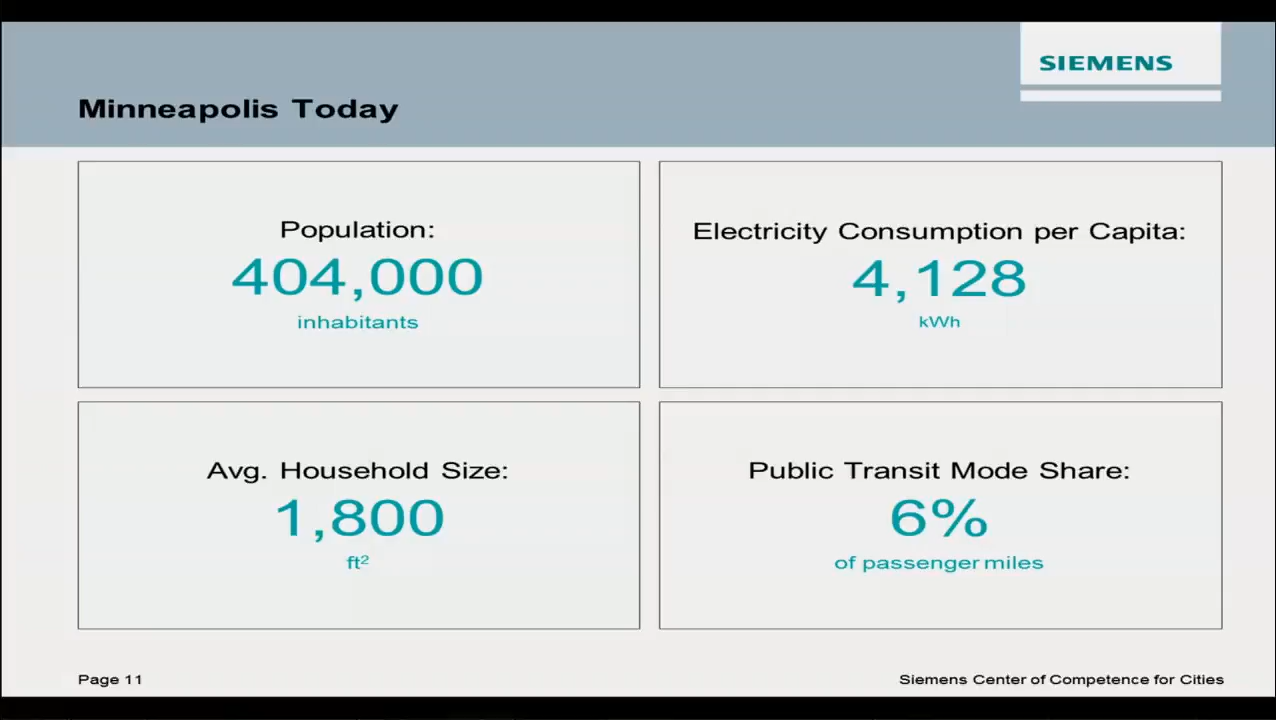 SIEMENS
Minneapolis Today
Population:
404,000
inhabitants
Electricity Consumption per Capita:
4,128
kWh
Avg. Household Size:
1,800
ft²
Public Transit Mode Share:
6%
of passenger miles
Page 11
Siemens Center of Competence for Cities